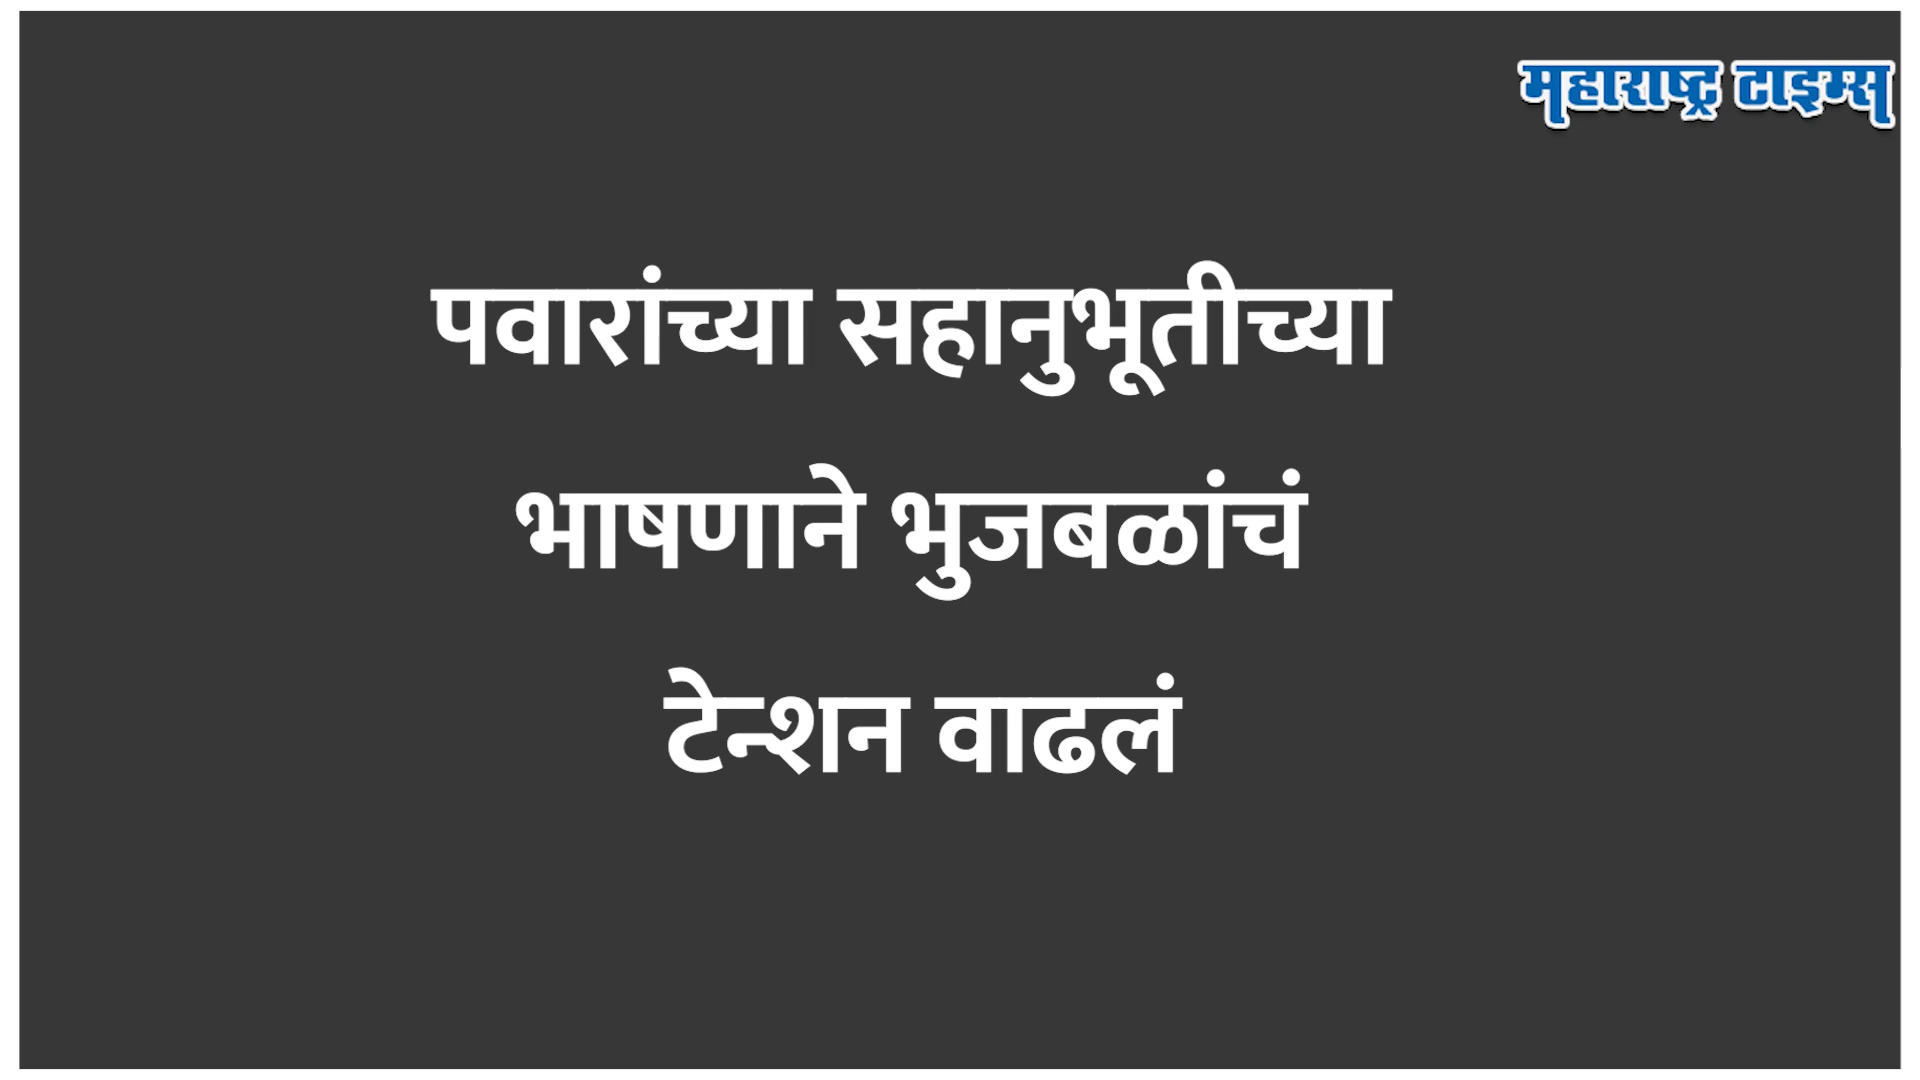 महाराष्ट्र टाइम्स
पवारांच्या सहानुभूतीच्या
भाषणाने भुजबळांचं
टेन्शन वाढलं